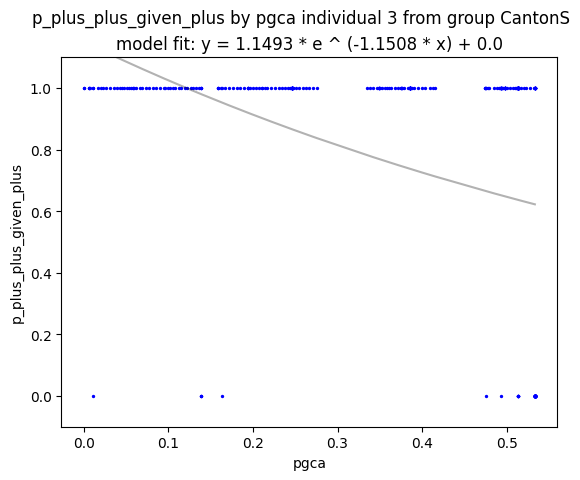 p_plus_plus_given_plus by pgca individual 3 from group CantonS
model fit: y = 1.1493 * e ^ (-1.1508 * x) + 0.0
p_plus_plus_given_plus
1.0
0.8
0.6
0.4
0.2
0.0
0.0 0.1 0.2 0.3 0.4 0.5
pgca